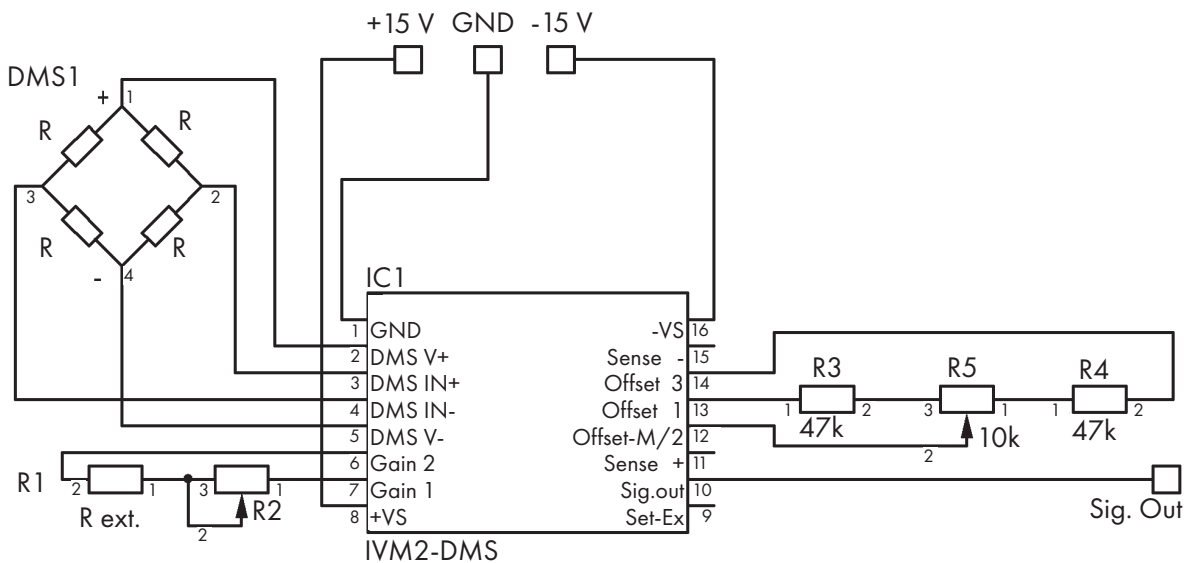 +15 V GND -15 V
DMS1
+ 1
R R
3 2
R R
- 4
IC1
1 GND -VS 16
2 DMS V+ Sense - 15
3 DMS IN+ Offset 3 14
4 DMS IN- Offset 1 13
5 DMS V- Offset-M/2 12
6 Gain 2 Sense + 11
7 Gain 1 Sig.out 10
8 +VS Set-Ex 9
IVM2-DMS
R1 2 1 3 1
R ext. 2 R2
R3 R5 R4
1 2 3 1 1 2
47k 10k 47k
2
Sig. Out